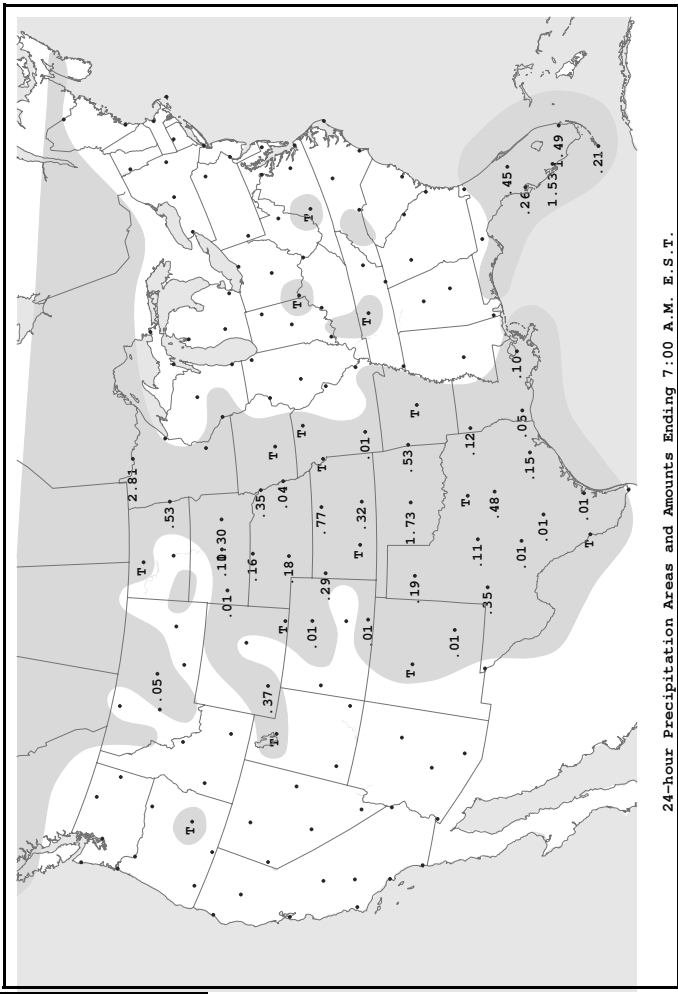 2.81
T
.05
.53
T
.10
.01
.16
.35
.37
T
T
T
.04
.18
T
T
T
.01
.77
T
.29
T
.32
.01
.01
T
T
1.73
.53
.19
T
.01
T
.12
.11
.35
.48
.45
.10
.01
.05
.26
.15
.01
1.53
1.49
T
.01
.21
24-hour Precipitation Areas and Amounts Ending 7:00 A.M. E.S.T.